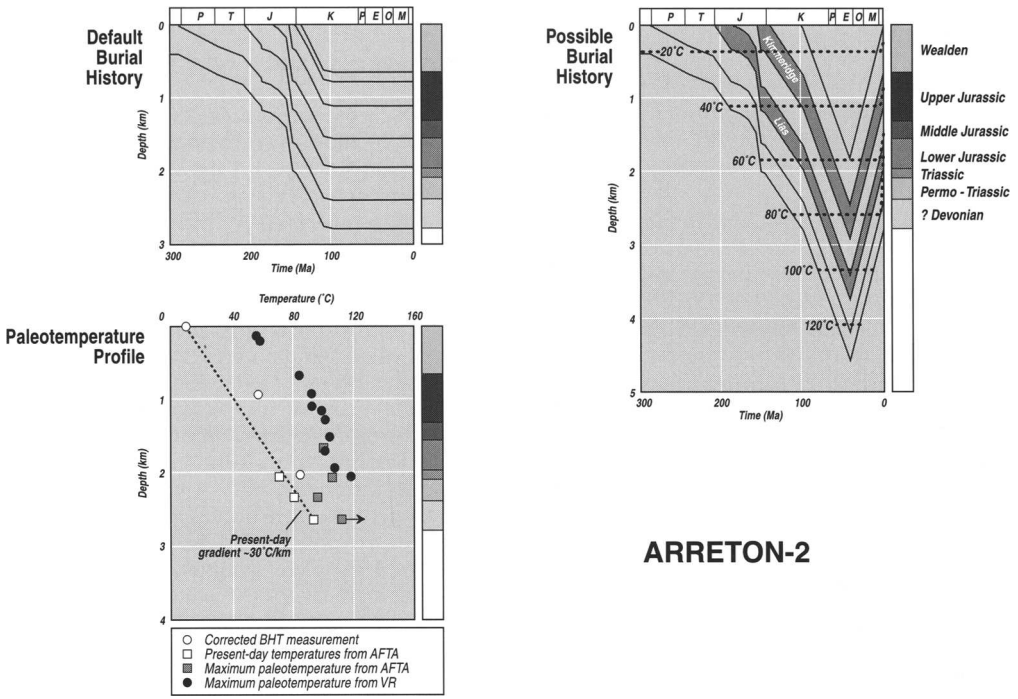 Default
Burial
History
P T J K P E O M
0
1
2
3
Depth (km)
300 200 100 0
Time (Ma)
Possible
Burial
History
P T J K P E O M
0
1
2
3
4
5
Depth (km)
20˚C
40˚C
60˚C
80˚C
100˚C
120˚C
Kimmeridge
Lias
300 200 100 0
Time (Ma)
Wealden
Upper Jurassic
Middle Jurassic
Lower Jurassic
Triassic
Permo - Triassic
? Devonian
Paleotemperature
Profile
Temperature (˚C)
0 40 80 120 160
1
2
3
4
Depth (km)
Present-day
gradient ~30˚C/km
Corrected BHT measurement
Present-day temperatures from AFTA
Maximum paleotemperature from AFTA
Maximum paleotemperature from VR
ARRETON-2